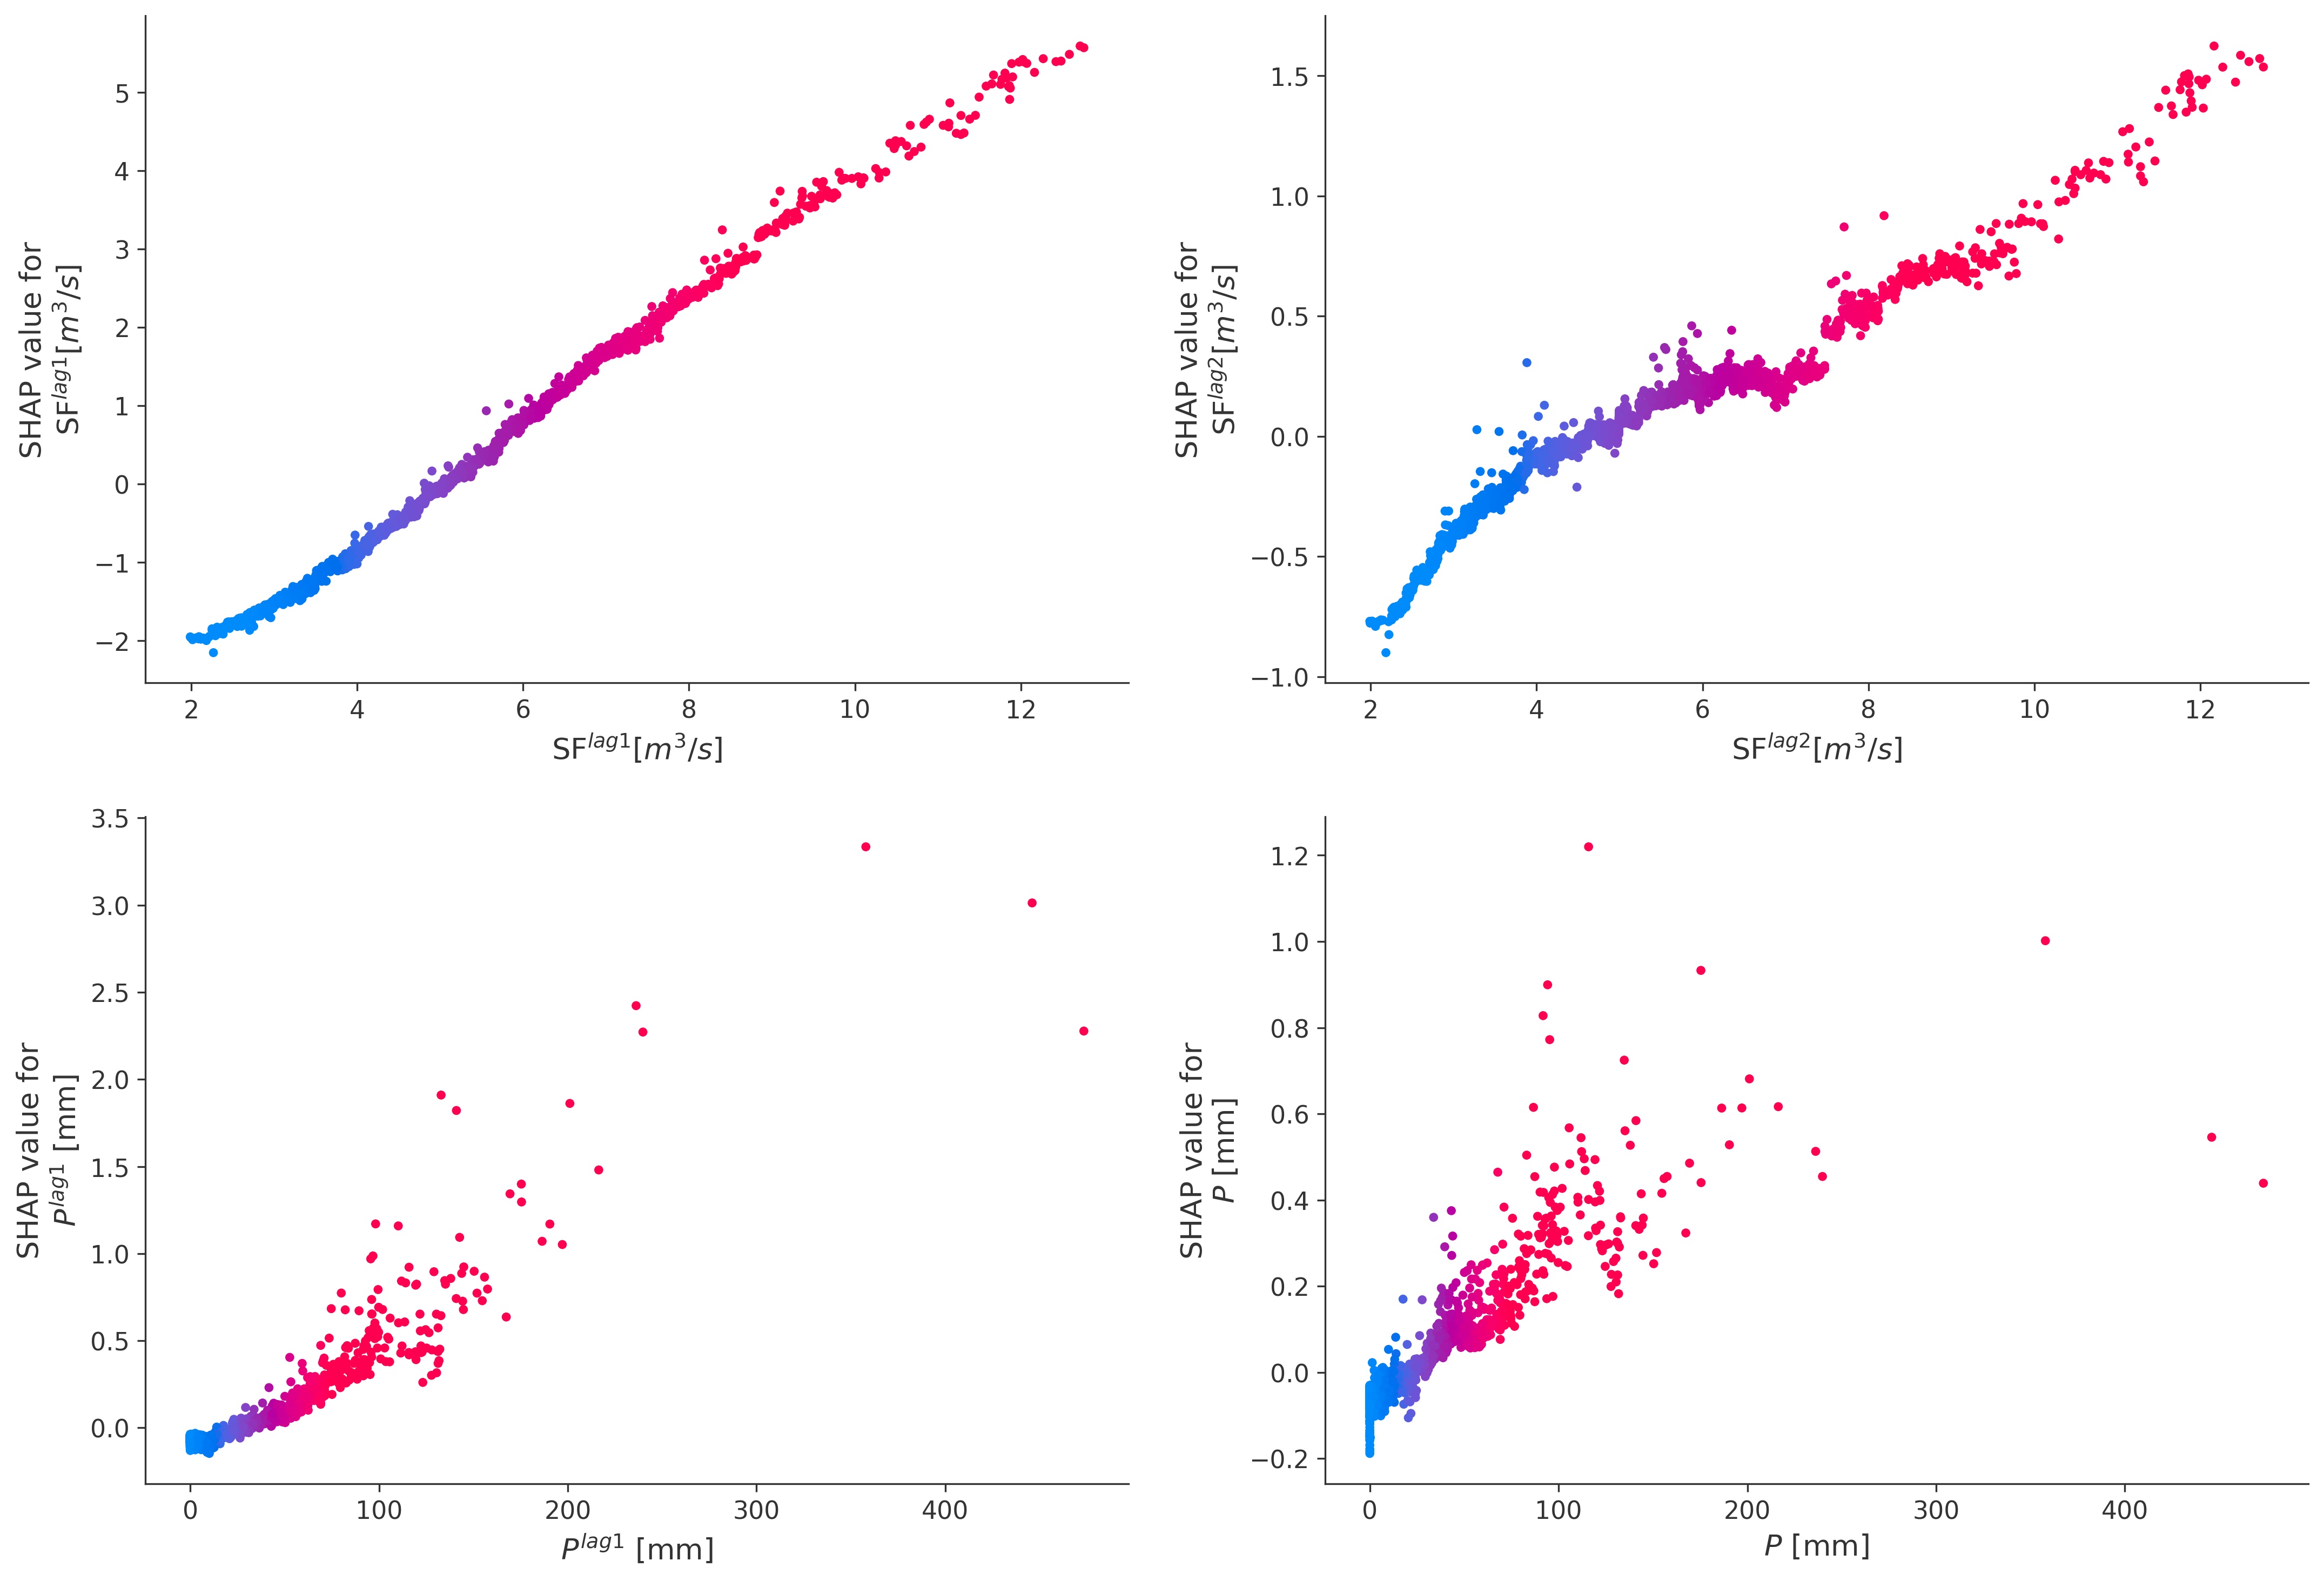 SHAP value for
SF^{lag1}[m^3/s]
5
4
3
2
1
0
−1
−2
2 4 6 8 10 12
SF^{lag1}[m^3/s]
SHAP value for
SF^{lag2}[m^3/s]
1.5
1.0
0.5
0.0
−0.5
−1.0
2 4 6 8 10 12
SF^{lag2}[m^3/s]
SHAP value for
P^{lag1} [mm]
3.5
3.0
2.5
2.0
1.5
1.0
0.5
0.0
0 100 200 300 400
P^{lag1} [mm]
SHAP value for
P [mm]
1.2
1.0
0.8
0.6
0.4
0.2
0.0
−0.2
0 100 200 300 400
P [mm]